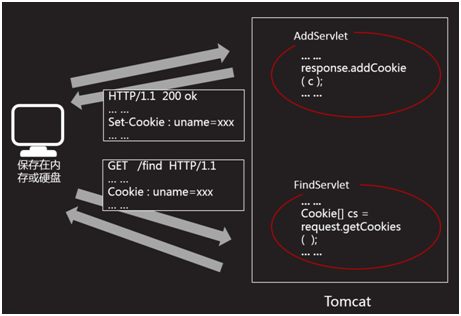 AddServlet
... ...
response.addCookie
( c );
... ...
HTTP/1.1 200 ok
... ...
Set-Cookie : uname=xxx
... ...
保存在内
存或硬盘
GET /find HTTP/1.1
... ...
Cookie : uname=xxx
... ...
FindServlet
... ...
Cookie[] cs =
request.getCookies
( );
... ...
Tomcat